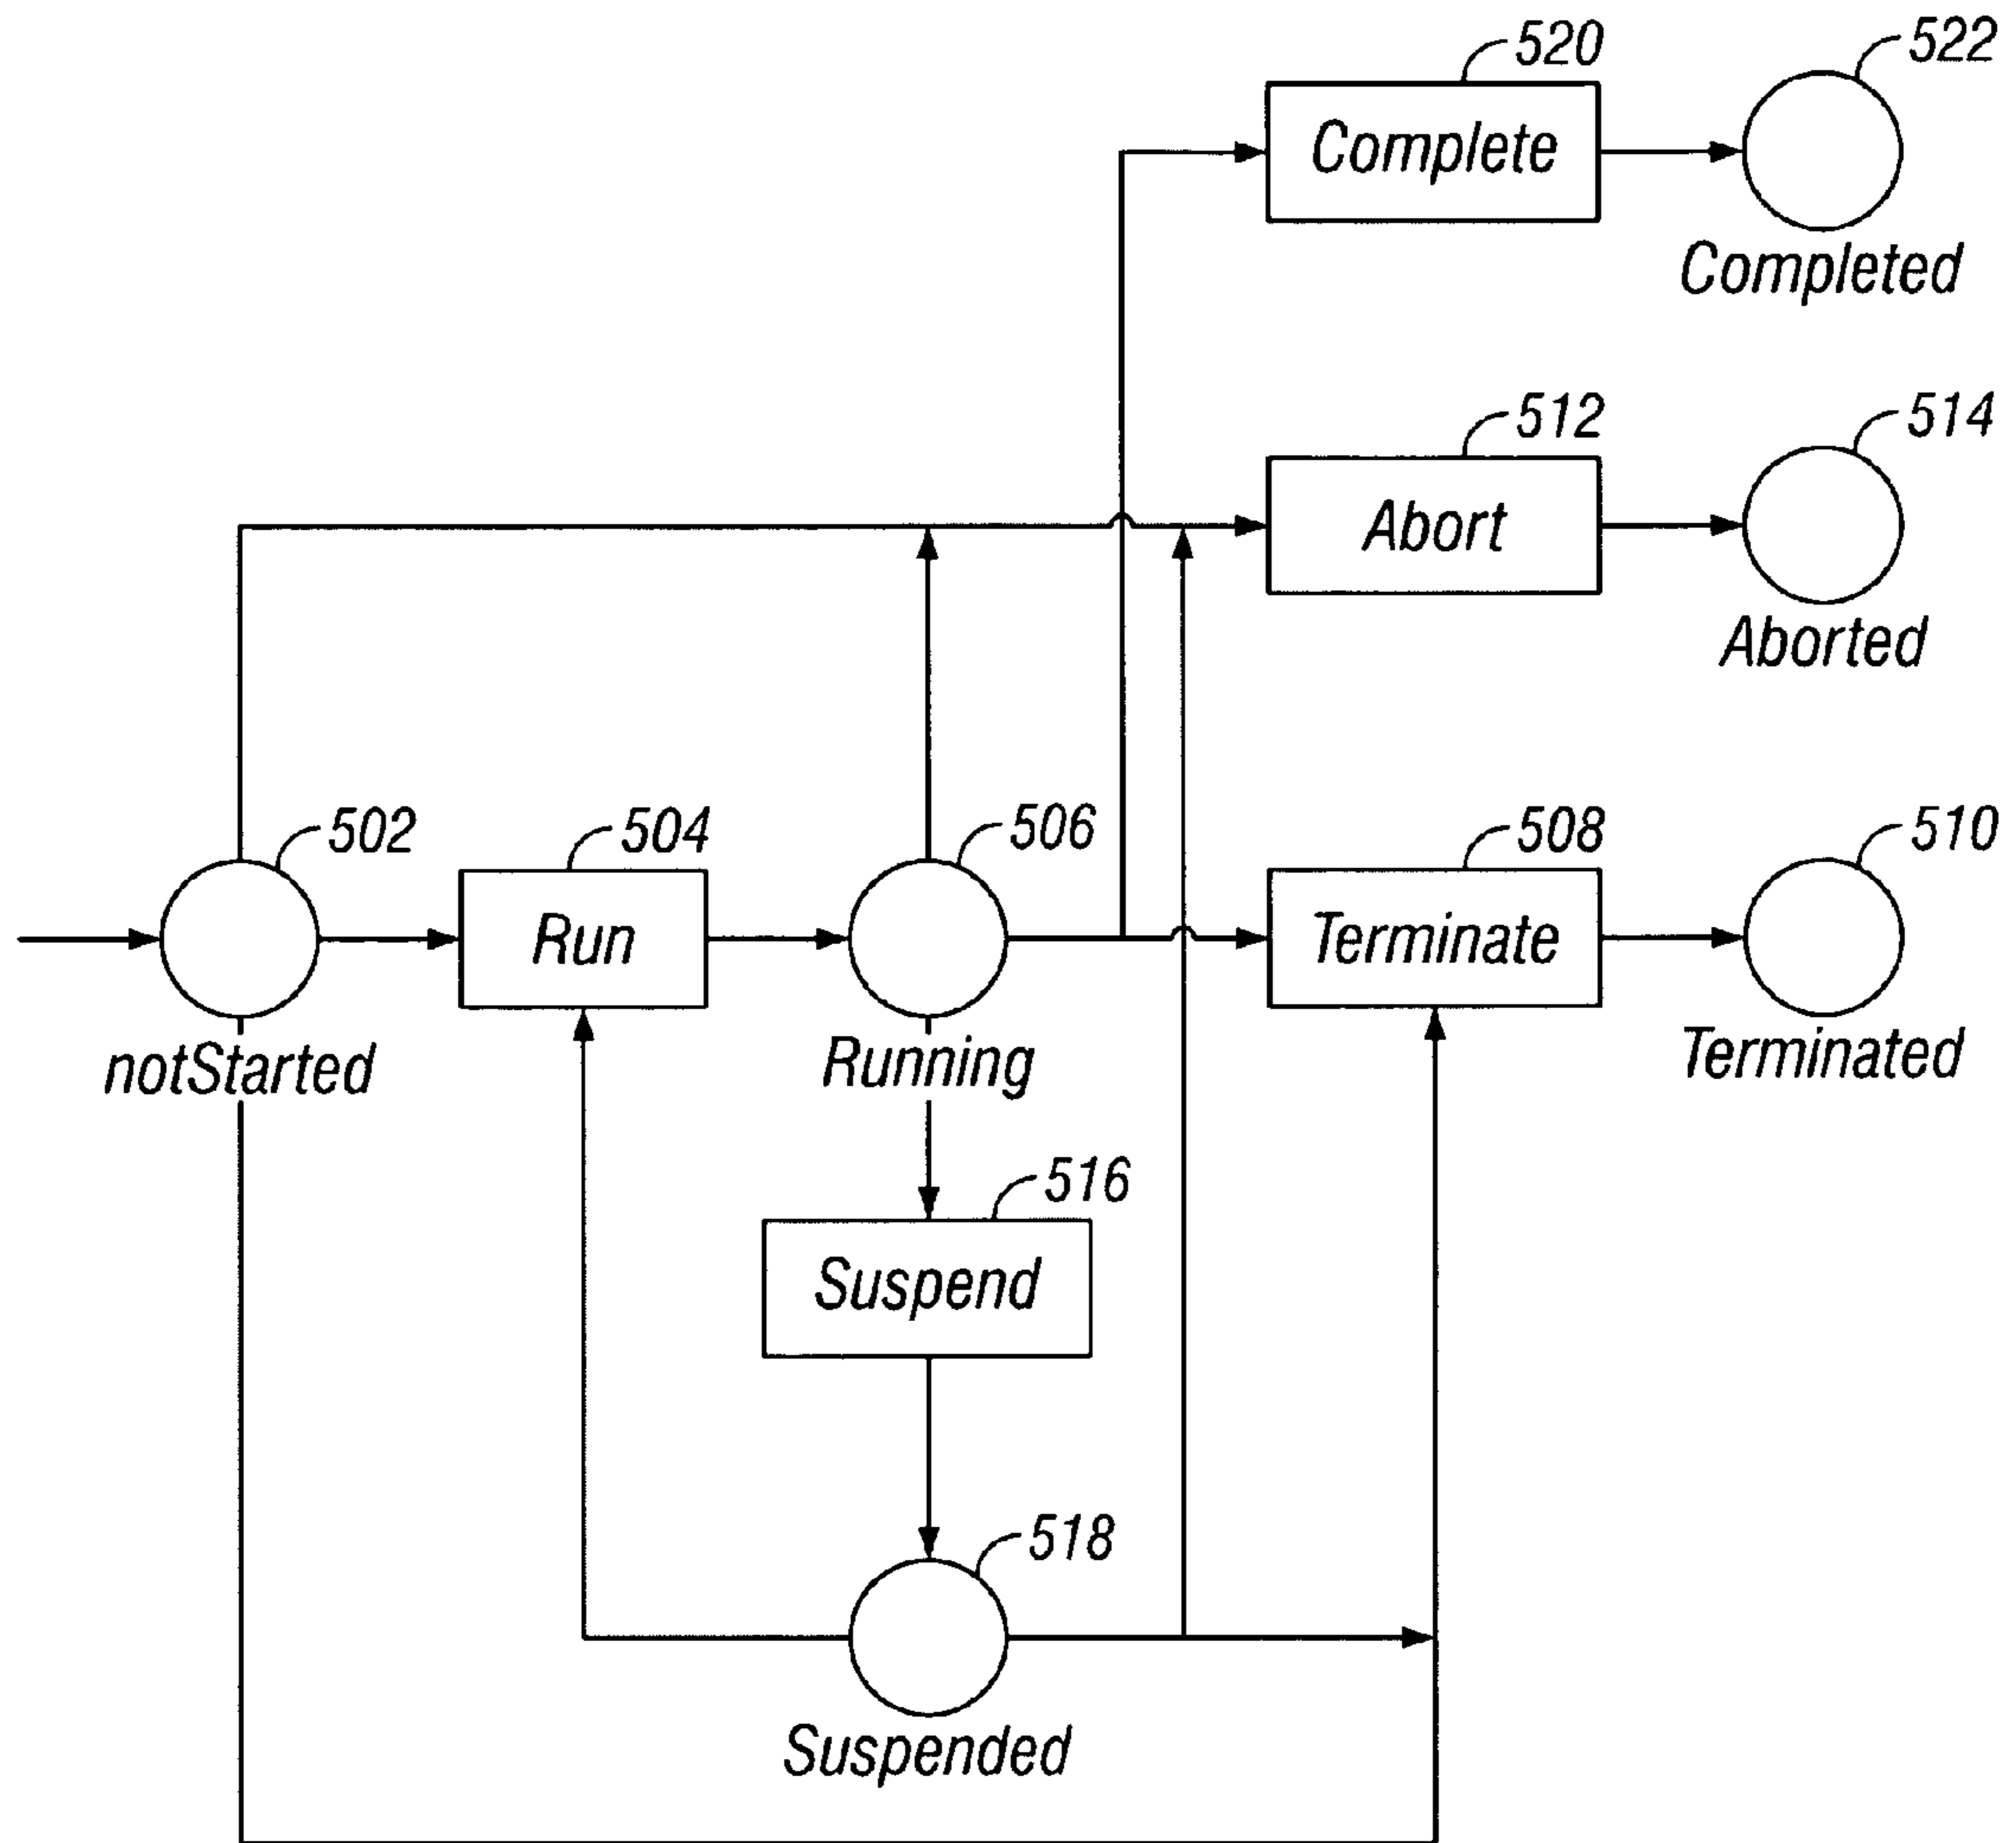 520
522
Complete
Completed
512
514
Abort
Aborted
502
504
506
508
510
Run
Terminate
notStarted
Running
Terminated
516
Suspend
518
Suspended